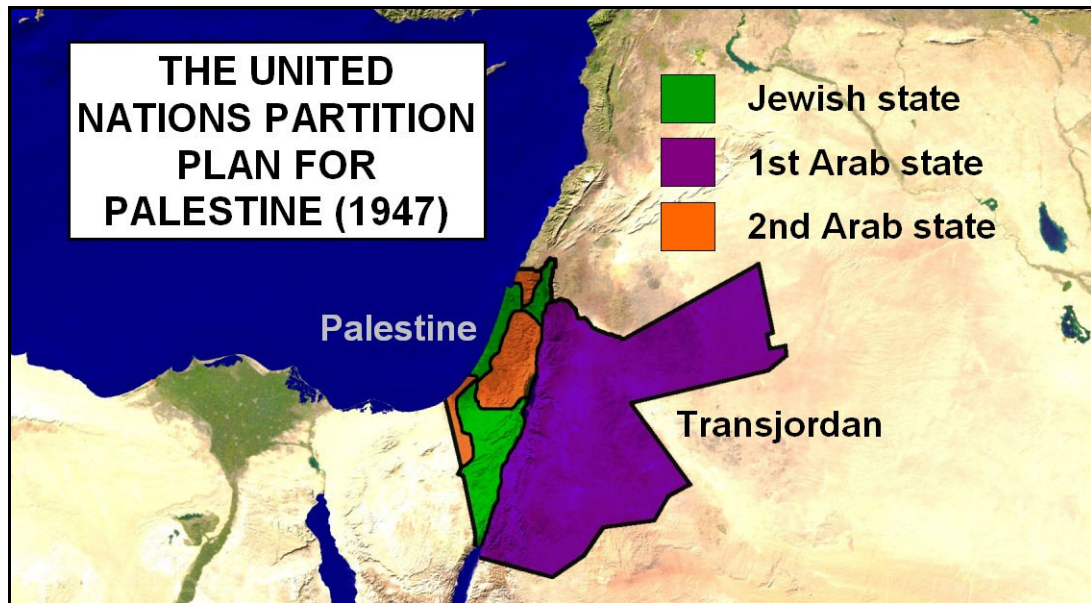 THE UNITED
NATIONS PARTITION
PLAN FOR
PALESTINE (1947)
Jewish state
1st Arab state
2nd Arab state
Palestine
Transjordan